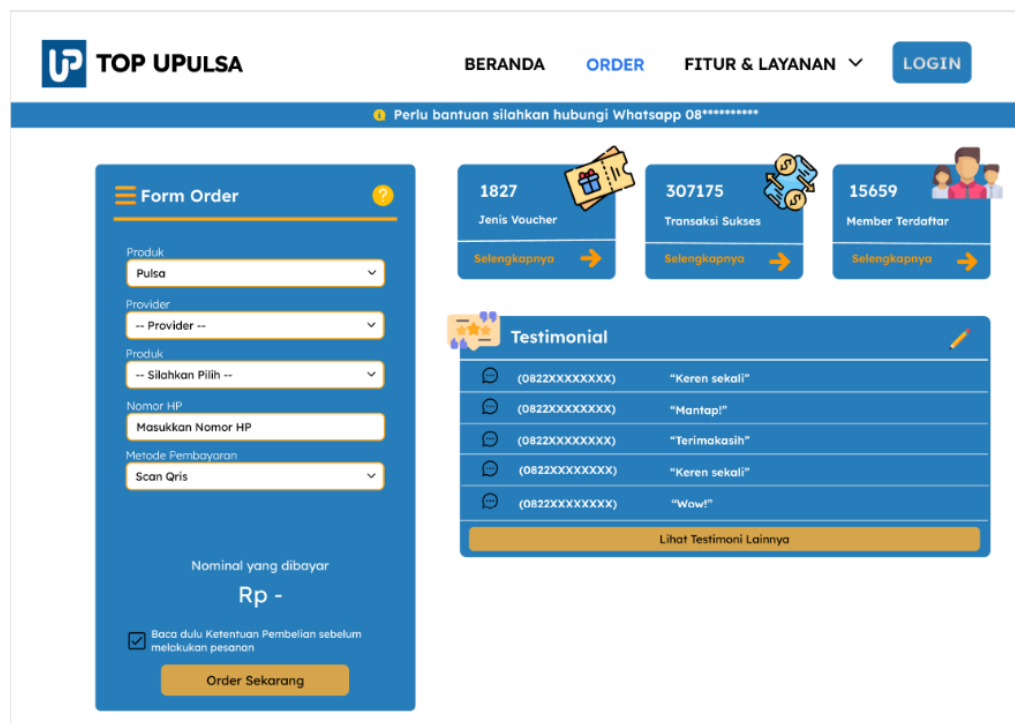 UP TOP UPULSA
BERANDA ORDER FITUR & LAYANAN LOGIN
Perlu bantuan silahkan hubungi Whatsapp 08**********
Form Order ?
Produk
Pulsa
Provider
-- Provider --
Produk
-- Silahkan Pilih --
Nomor HP
Masukkan Nomor HP
Metode Pembayaran
Scan Qris
Nominal yang dibayar
Rp -
Baca dulu Ketentuan Pembelian sebelum
melakukan pesanan
Order Sekarang
1827
Jenis Voucher
Selengkapnya
307175
Transaksi Sukses
Selengkapnya
15659
Member Terdaftar
Selengkapnya
Testimonial
(0822XXXXXXXX) “Keren sekali”
(0822XXXXXXXX) “Mantap!”
(0822XXXXXXXX) “Terimakasih”
(0822XXXXXXXX) “Keren sekali”
(0822XXXXXXXX) “Wow!”
Lihat Testimoni Lainnya